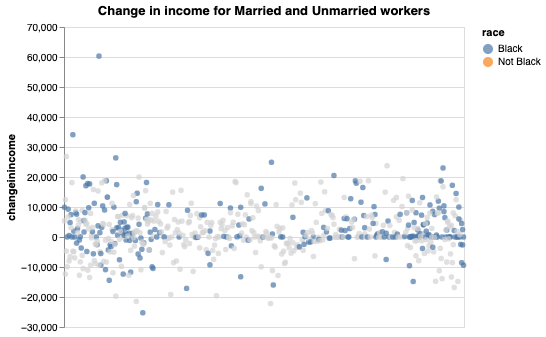 Change in income for Married and Unmarried workers
race
Black
Not Black
changeinincome
70,000
60,000
50,000
40,000
30,000
20,000
10,000
0
−10,000
−20,000
−30,000